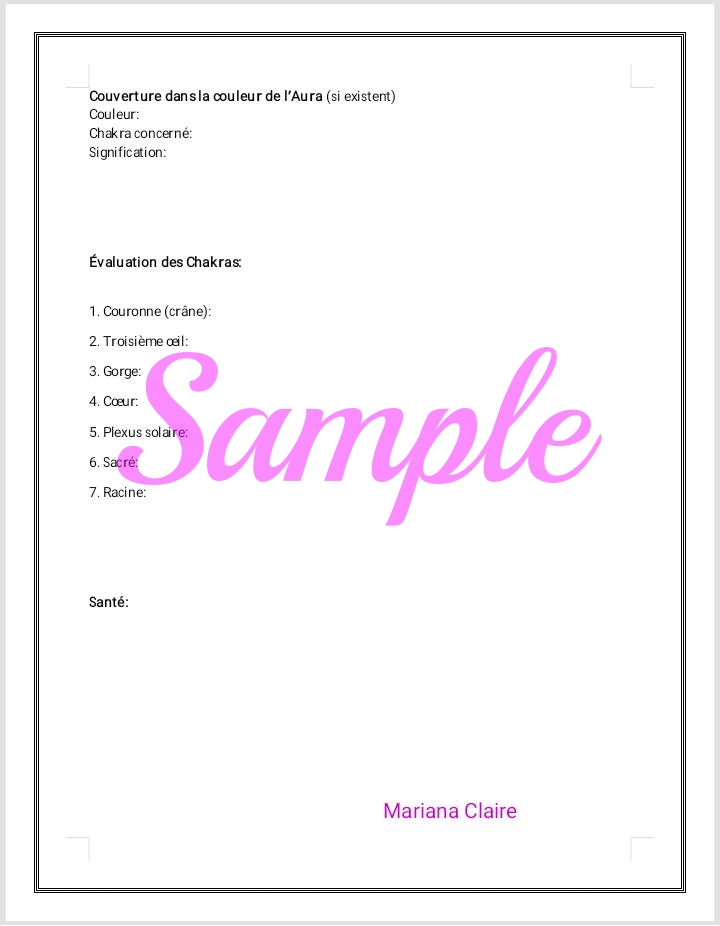 Couverture dans la couleur de l’Aura (si existent)
Couleur:
Chakra concerné:
Signification:
Évaluation des Chakras:
1. Couronne (crâne):
2. Troisième œil:
3. Gorge:
4. Cœur:
5. Plexus solaire:
6. Sacré:
7. Racine:
Sample
Santé:
Mariana Claire